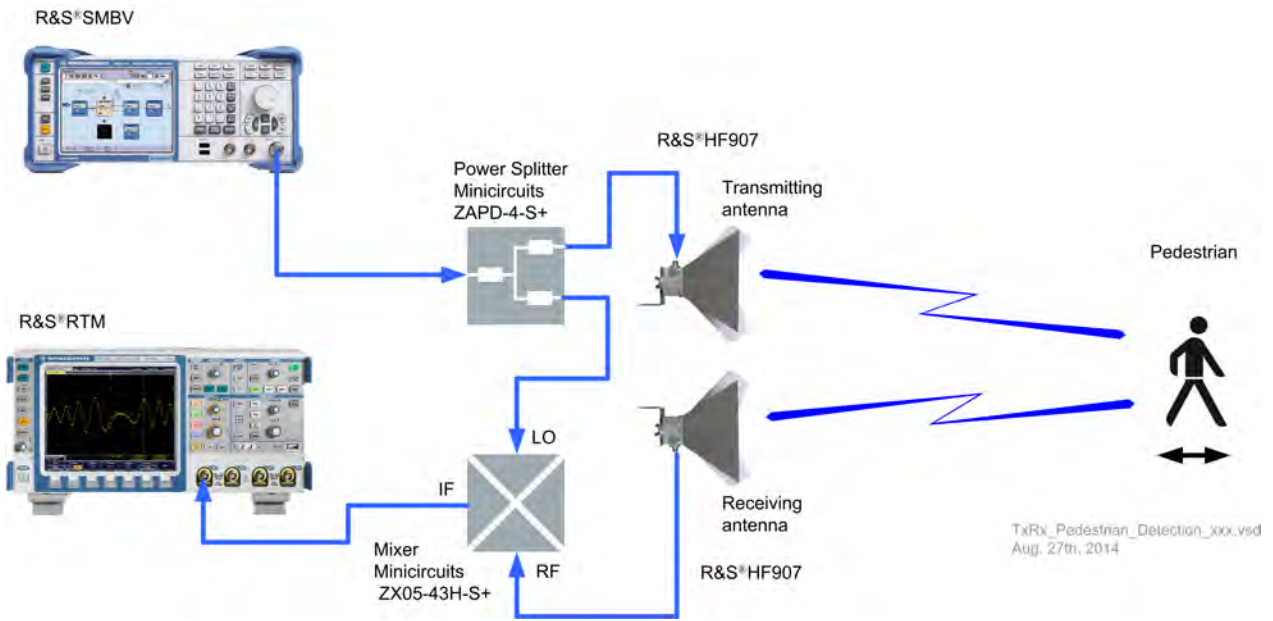 R&S®SMBV
R&S®HF907
Power Splitter
Minicircuits
ZAPD-4-S+
Transmitting
antenna
Pedestrian
R&S®RTM
LO
IF
Receiving
antenna
Mixer
Minicircuits
ZX05-43H-S+
RF
R&S®HF907
TxRx_Pedestrian_Detection_xxx.vsd
Aug. 27th, 2014